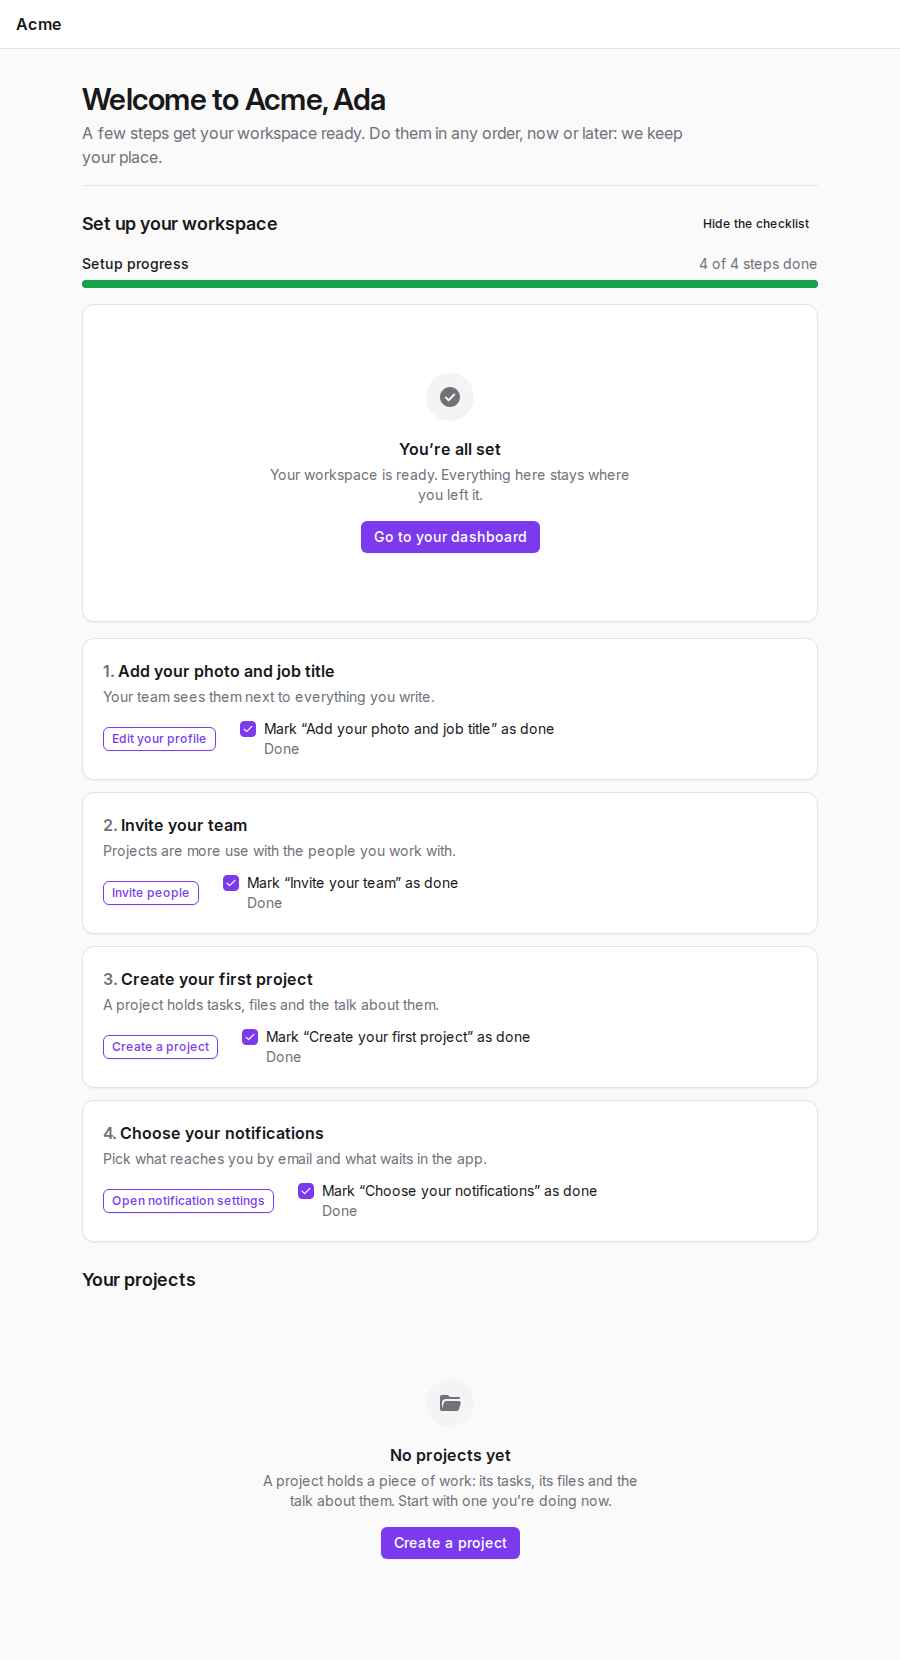 Acme
Welcome to Acme, Ada
A few steps get your workspace ready. Do them in any order, now or later: we keep
your place.
Set up your workspace
Hide the checklist
Setup progress
4 of 4 steps done
You’re all set
Your workspace is ready. Everything here stays where
you left it.
Go to your dashboard
1. Add your photo and job title
Your team sees them next to everything you write.
Edit your profile
Mark “Add your photo and job title” as done
Done
2. Invite your team
Projects are more use with the people you work with.
Invite people
Mark “Invite your team” as done
Done
3. Create your first project
A project holds tasks, files and the talk about them.
Create a project
Mark “Create your first project” as done
Done
4. Choose your notifications
Pick what reaches you by email and what waits in the app.
Open notification settings
Mark “Choose your notifications” as done
Done
Your projects
No projects yet
A project holds a piece of work: its tasks, its files and the
talk about them. Start with one you’re doing now.
Create a project